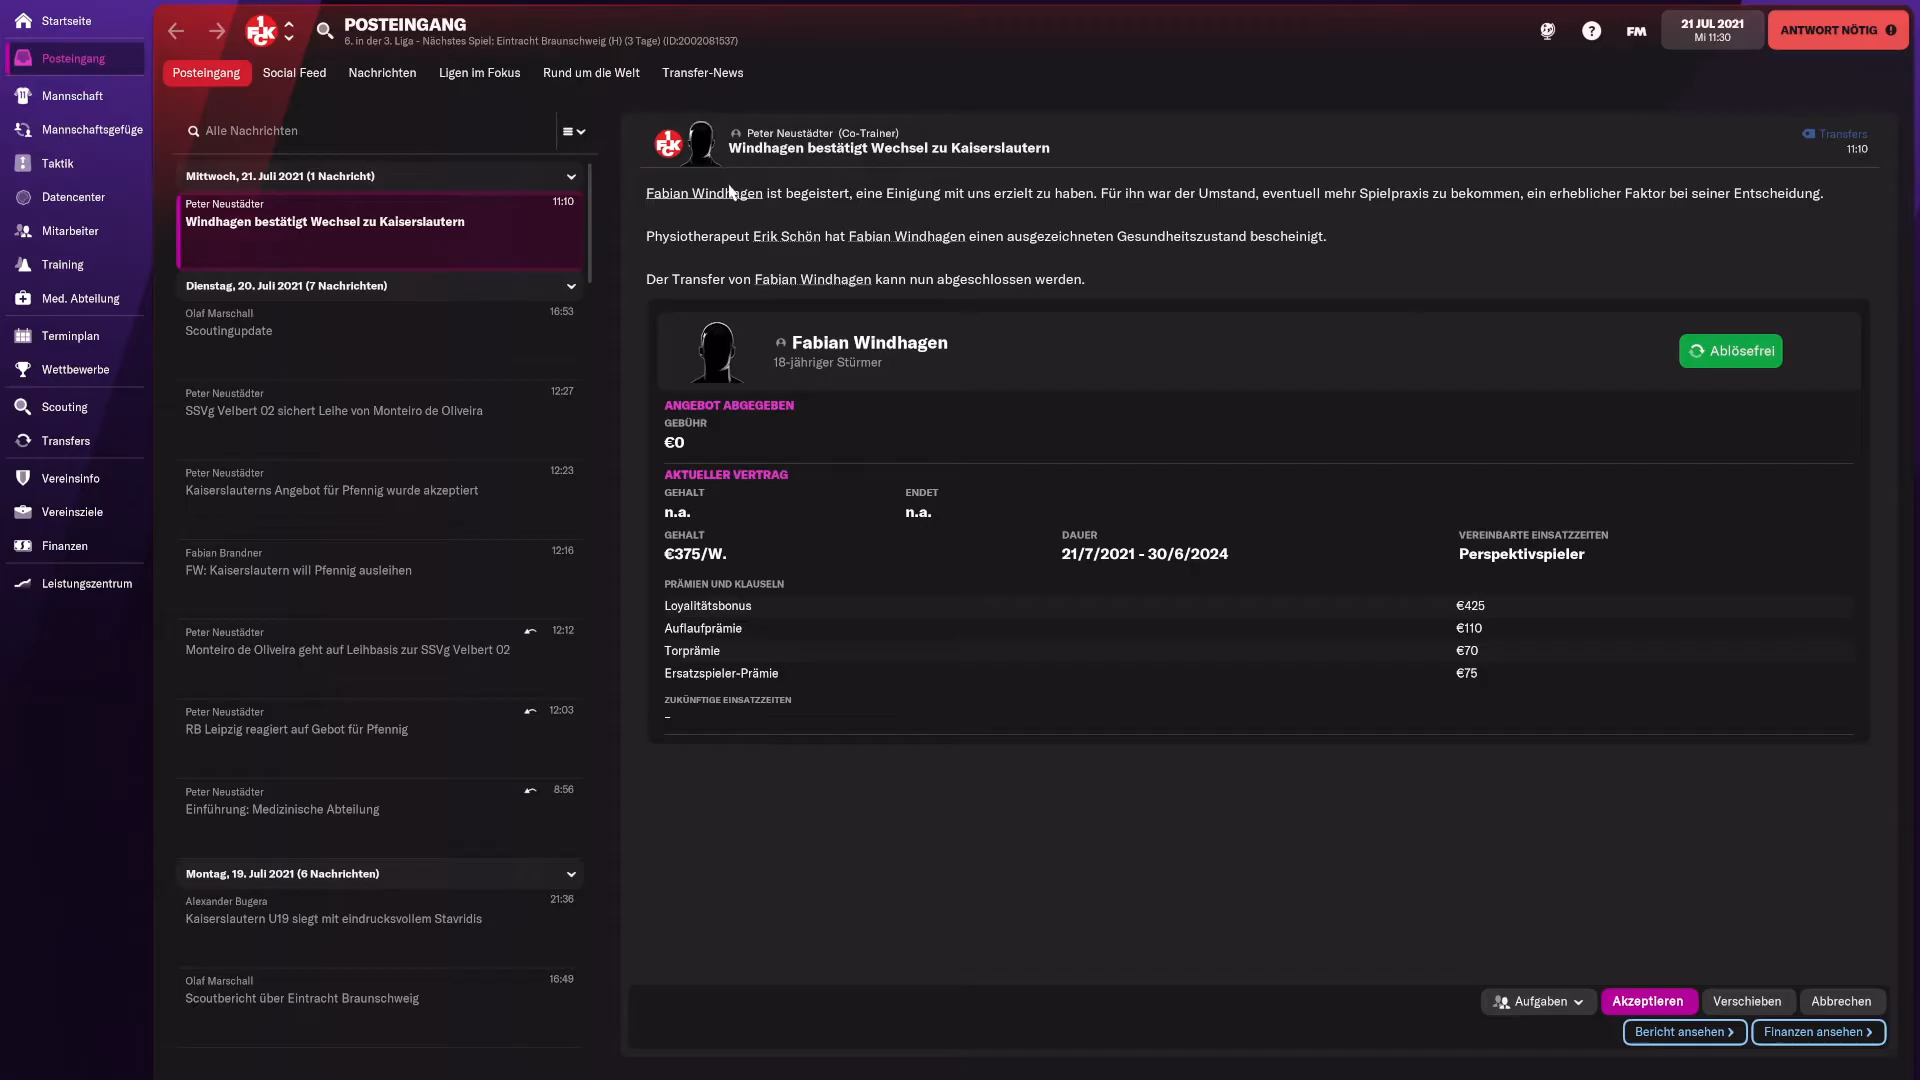 Startseite
Posteingang
Mannschaft
Mannschaftsgefüge
Taktik
Datencenter
Mitarbeiter
Training
Med. Abteilung
Terminplan
Wettbewerbe
Scouting
Transfers
Vereinsinfo
Vereinsziele
Finanzen
Leistungszentrum
POSTEINGANG
6. in der 3. Liga - Nächstes Spiel: Eintracht Braunschweig (H) (3 Tage) (ID:2002081537)
FM
21 JUL 2021
Mi 11:30
ANTWORT NÖTIG
Posteingang Social Feed Nachrichten Ligen im Fokus Rund um die Welt Transfer-News
Alle Nachrichten
Mittwoch, 21. Juli 2021 (1 Nachricht)
Peter Neustädter 11:10
Windhagen bestätigt Wechsel zu Kaiserslautern
Dienstag, 20. Juli 2021 (7 Nachrichten)
Olaf Marschall 16:53
Scoutingupdate
Peter Neustädter 12:27
SSVg Velbert 02 sichert Leihe von Monteiro de Oliveira
Peter Neustädter 12:23
Kaiserslauterns Angebot für Pfennig wurde akzeptiert
Fabian Brandner 12:16
FW: Kaiserslautern will Pfennig ausleihen
Peter Neustädter 12:12
Monteiro de Oliveira geht auf Leihbasis zur SSVg Velbert 02
Peter Neustädter 12:03
RB Leipzig reagiert auf Gebot für Pfennig
Peter Neustädter 8:56
Einführung: Medizinische Abteilung
Montag, 19. Juli 2021 (6 Nachrichten)
Alexander Bugera 21:36
Kaiserslautern U19 siegt mit eindrucksvollem Stavridis
Olaf Marschall 16:49
Scoutbericht über Eintracht Braunschweig
Peter Neustädter (Co-Trainer)
Windhagen bestätigt Wechsel zu Kaiserslautern
Transfers
11:10
Fabian Windhagen ist begeistert, eine Einigung mit uns erzielt zu haben. Für ihn war der Umstand, eventuell mehr Spielpraxis zu bekommen, ein erheblicher Faktor bei seiner Entscheidung.
Physiotherapeut Erik Schön hat Fabian Windhagen einen ausgezeichneten Gesundheitszustand bescheinigt.
Der Transfer von Fabian Windhagen kann nun abgeschlossen werden.
Fabian Windhagen
18-jähriger Stürmer
Ablösefrei
ANGEBOT ABGEGEBEN
GEBÜHR
€0
AKTUELLER VERTRAG
GEHALT ENDET
n.a. n.a.
GEHALT DAUER VEREINBARTE EINSATZZEITEN
€375/W. 21/7/2021 - 30/6/2024 Perspektivspieler
PRÄMIEN UND KLAUSELN
Loyalitätsbonus €425
Auflaufprämie €110
Torprämie €70
Ersatzspieler-Prämie €75
ZUKÜNFTIGE EINSATZZEITEN
-
Aufgaben Akzeptieren Verschieben Abbrechen
Bericht ansehen > Finanzen ansehen >